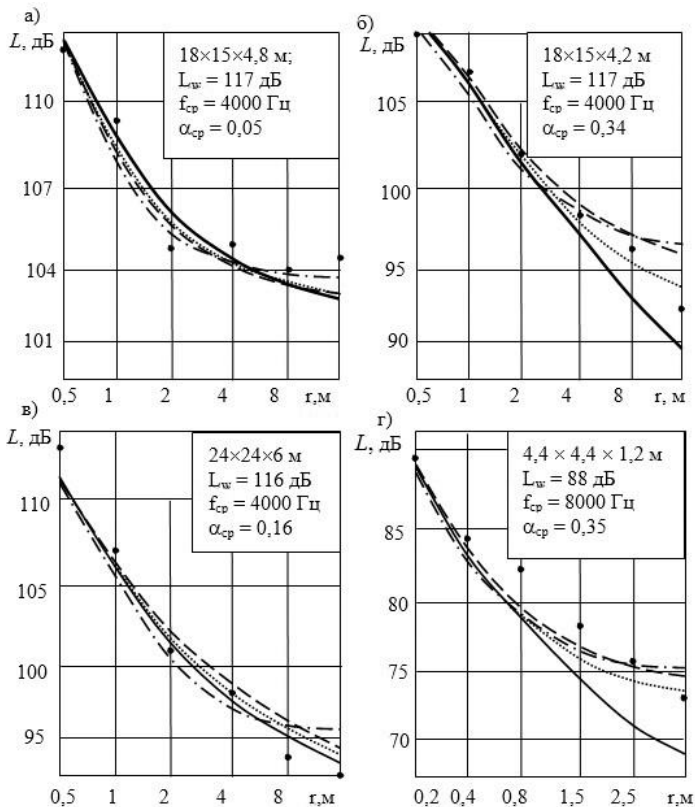 а)
L, дБ
18×15×4,8 м;
Lw = 117 дБ
fср = 4000 Гц
αср = 0,05
110
107
104
101
0,5 1 2 4 8 r,м
б)
L, дБ
18×15×4,2 м
Lw = 117 дБ
fср = 4000 Гц
αср = 0,34
105
100
95
90
0,5 1 2 4 8 r, м
в)
L, дБ
24×24×6 м
Lw = 116 дБ
fср = 4000 Гц
αср = 0,16
110
105
100
95
0,5 1 2 4 8 r,м
г)
L, дБ
4,4 × 4,4 × 1,2 м
Lw = 88 дБ
fср = 8000 Гц
αср = 0,35
85
80
75
70
0,2 0,4 0,8 1,5 2,5 r,м